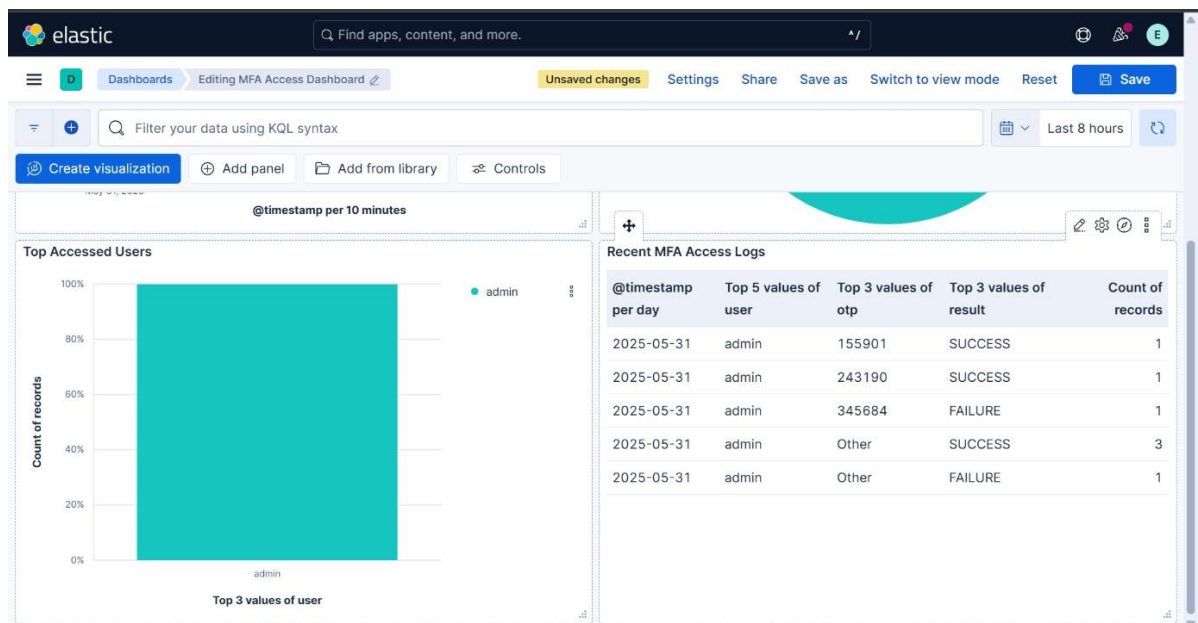 elastic
Find apps, content, and more.
^/
E
D
Dashboards
Editing MFA Access Dashboard
Unsaved changes
Settings
Share
Save as
Switch to view mode
Reset
Save
Filter your data using KQL syntax
Last 8 hours
Create visualization
Add panel
Add from library
Controls
@timestamp per 10 minutes
Top Accessed Users
100%
80%
60%
40%
20%
0%
Count of records
admin
Top 3 values of user
admin
Recent MFA Access Logs
@timestamp per day Top 5 values of user Top 3 values of otp Top 3 values of result Count of records
2025-05-31 admin 155901 SUCCESS 1
2025-05-31 admin 243190 SUCCESS 1
2025-05-31 admin 345684 FAILURE 1
2025-05-31 admin Other SUCCESS 3
2025-05-31 admin Other FAILURE 1